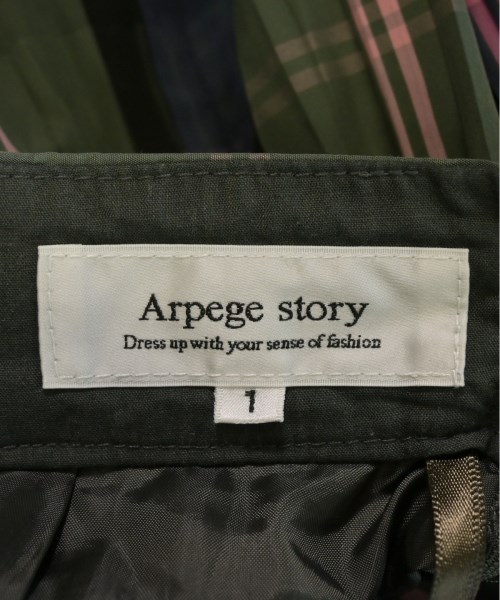 Arpege story
Dress up with your sense of fashion
1